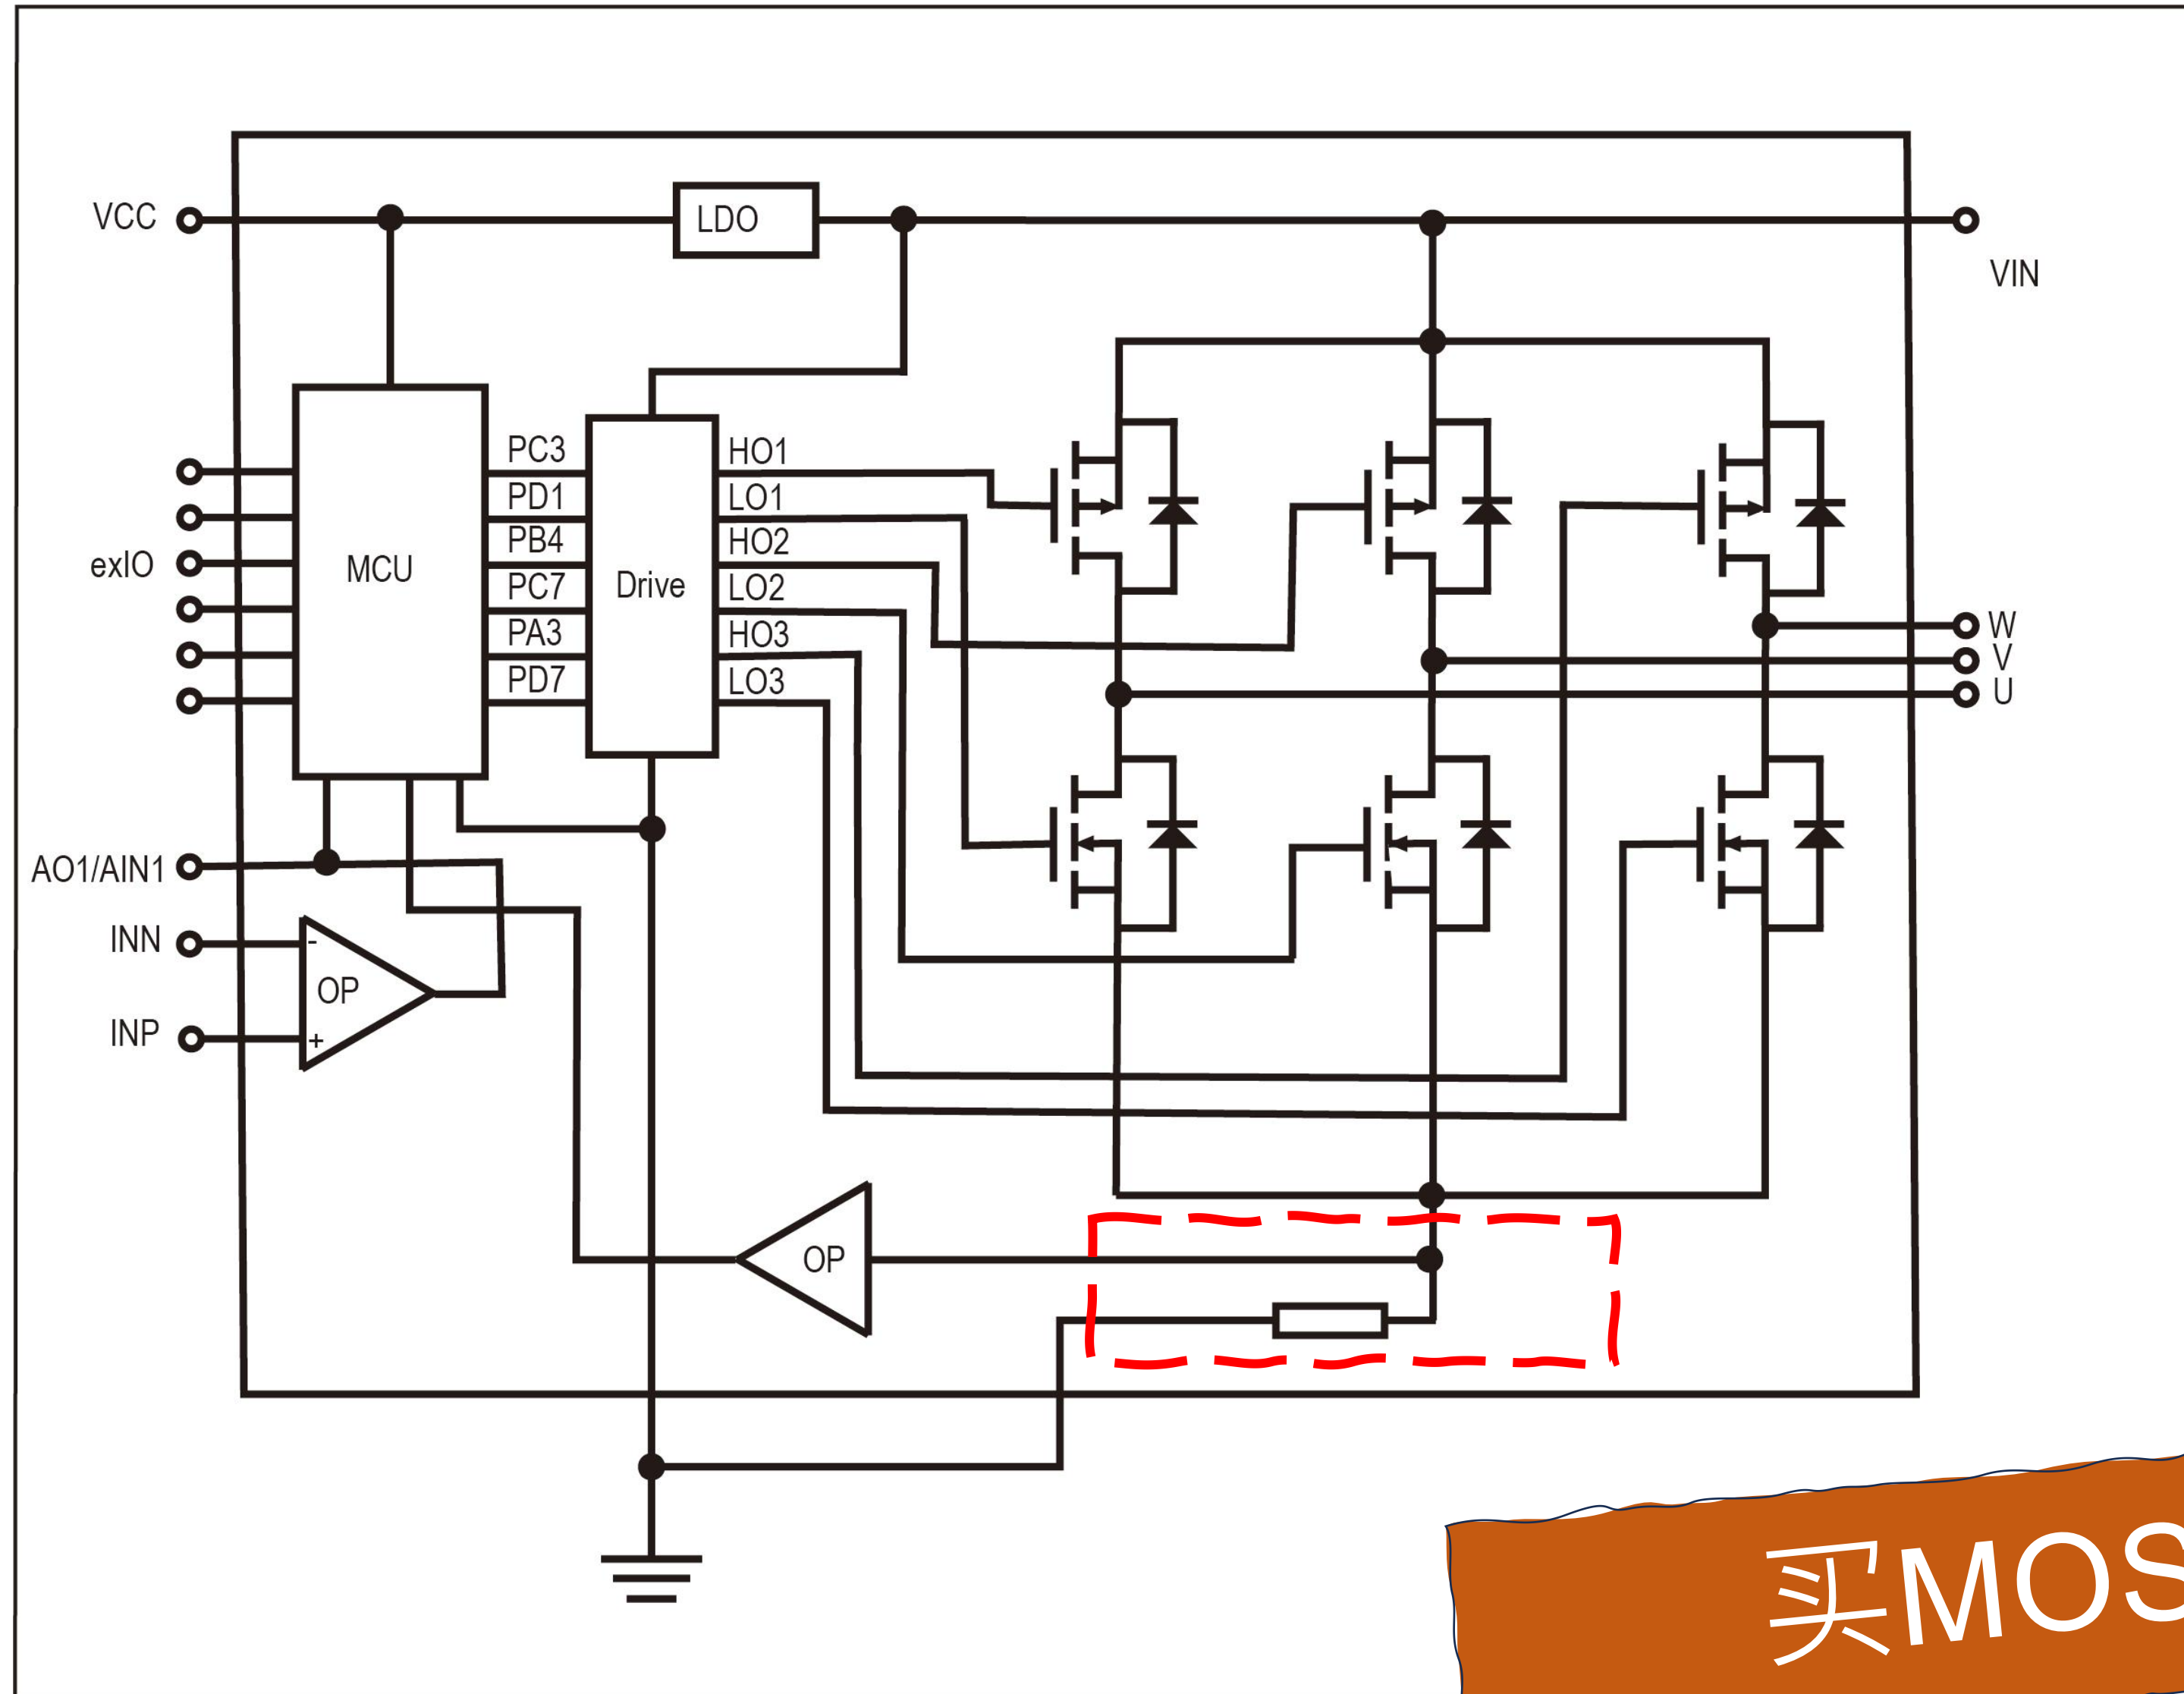 VCC
LDO
VIN
PC3
HO1
PD1
LO1
PB4
HO2
exIO
MCU
PC7
Drive
LO2
PA3
HO3
W
PD7
LO3
V
U
AO1/AIN1
INN
-
OP
INP
+
OP
买MOS